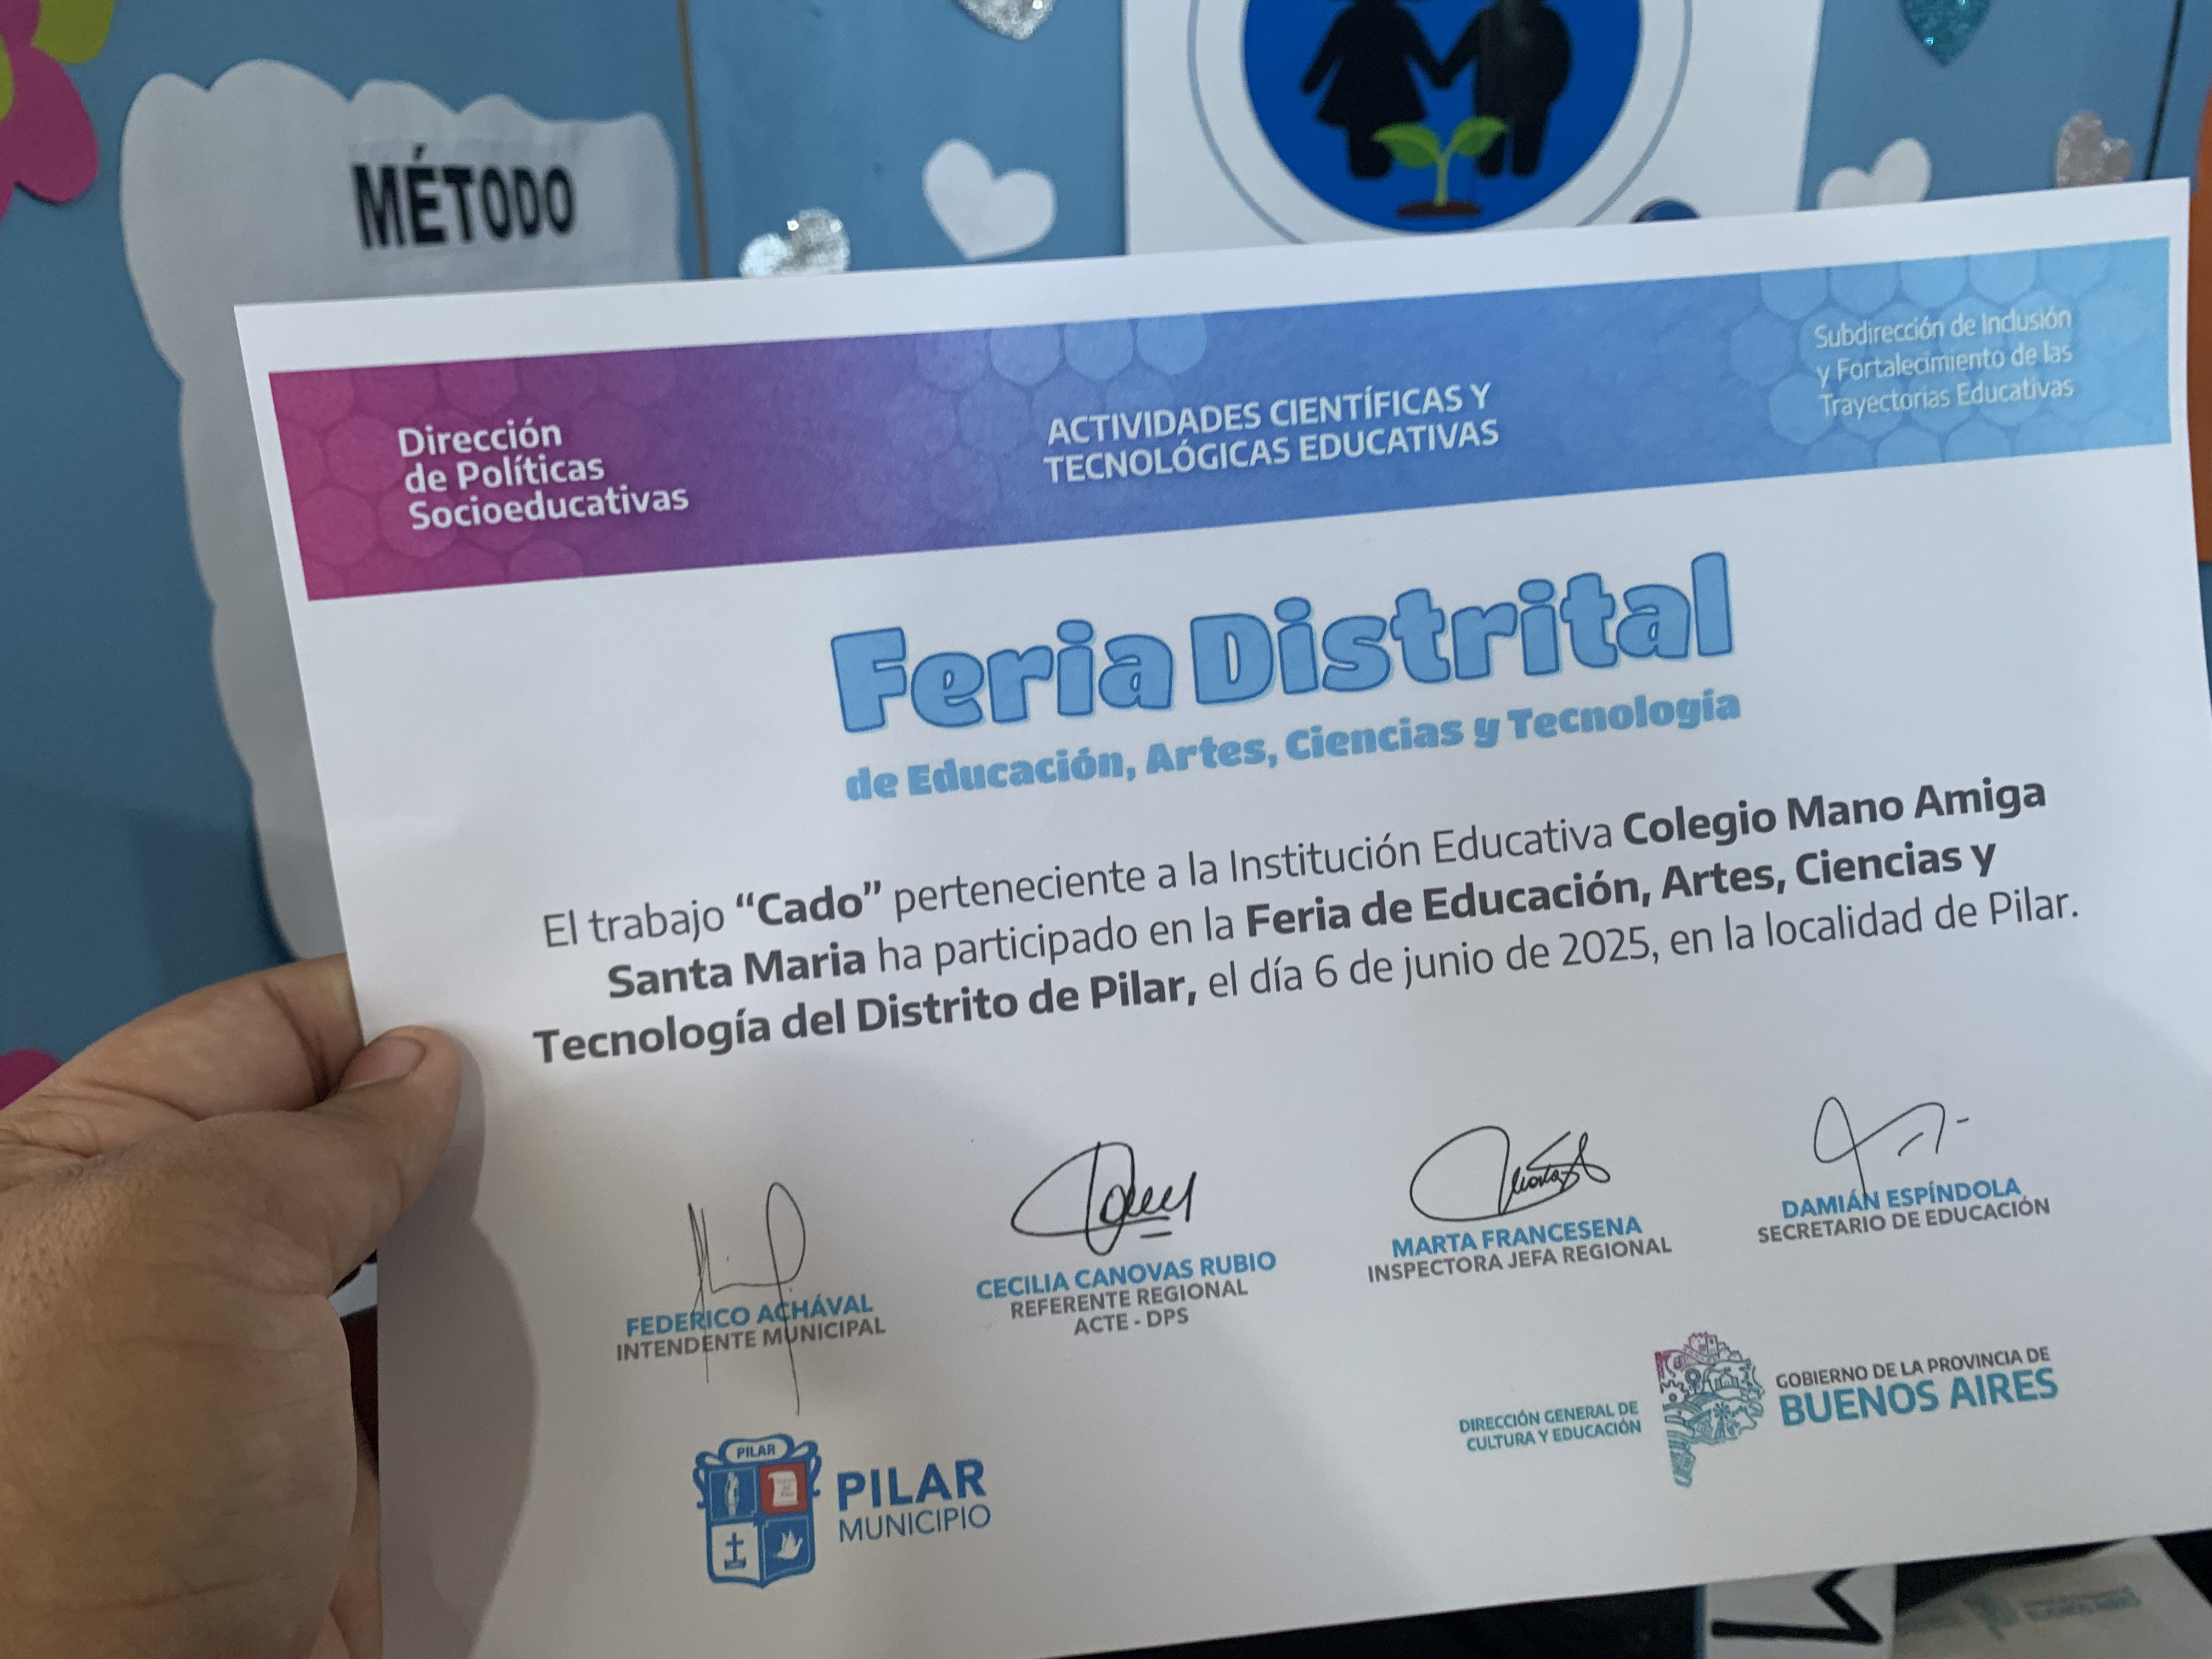 MÉTODO
Dirección
de Políticas
Socioeducativas
ACTIVIDADES CIENTÍFICAS Y
TECNOLÓGICAS EDUCATIVAS
Subdirección de Inclusión
y Fortalecimiento de las
Trayectorias Educativas
Feria Distrital
de Educación, Artes, Ciencias y Tecnología
El trabajo “Cado” perteneciente a la Institución Educativa Colegio Mano Amiga
Santa Maria ha participado en la Feria de Educación, Artes, Ciencias y
Tecnología del Distrito de Pilar, el día 6 de junio de 2025, en la localidad de Pilar.
FEDERICO ACHÁVAL
INTENDENTE MUNICIPAL
CECILIA CANOVAS RUBIO
REFERENTE REGIONAL
ACTE - DPS
MARTA FRANCESENA
INSPECTORA JEFA REGIONAL
DAMIÁN ESPÍNDOLA
SECRETARIO DE EDUCACIÓN
PILAR
PILAR
MUNICIPIO
DIRECCIÓN GENERAL DE
CULTURA Y EDUCACIÓN
GOBIERNO DE LA PROVINCIA DE
BUENOS AIRES